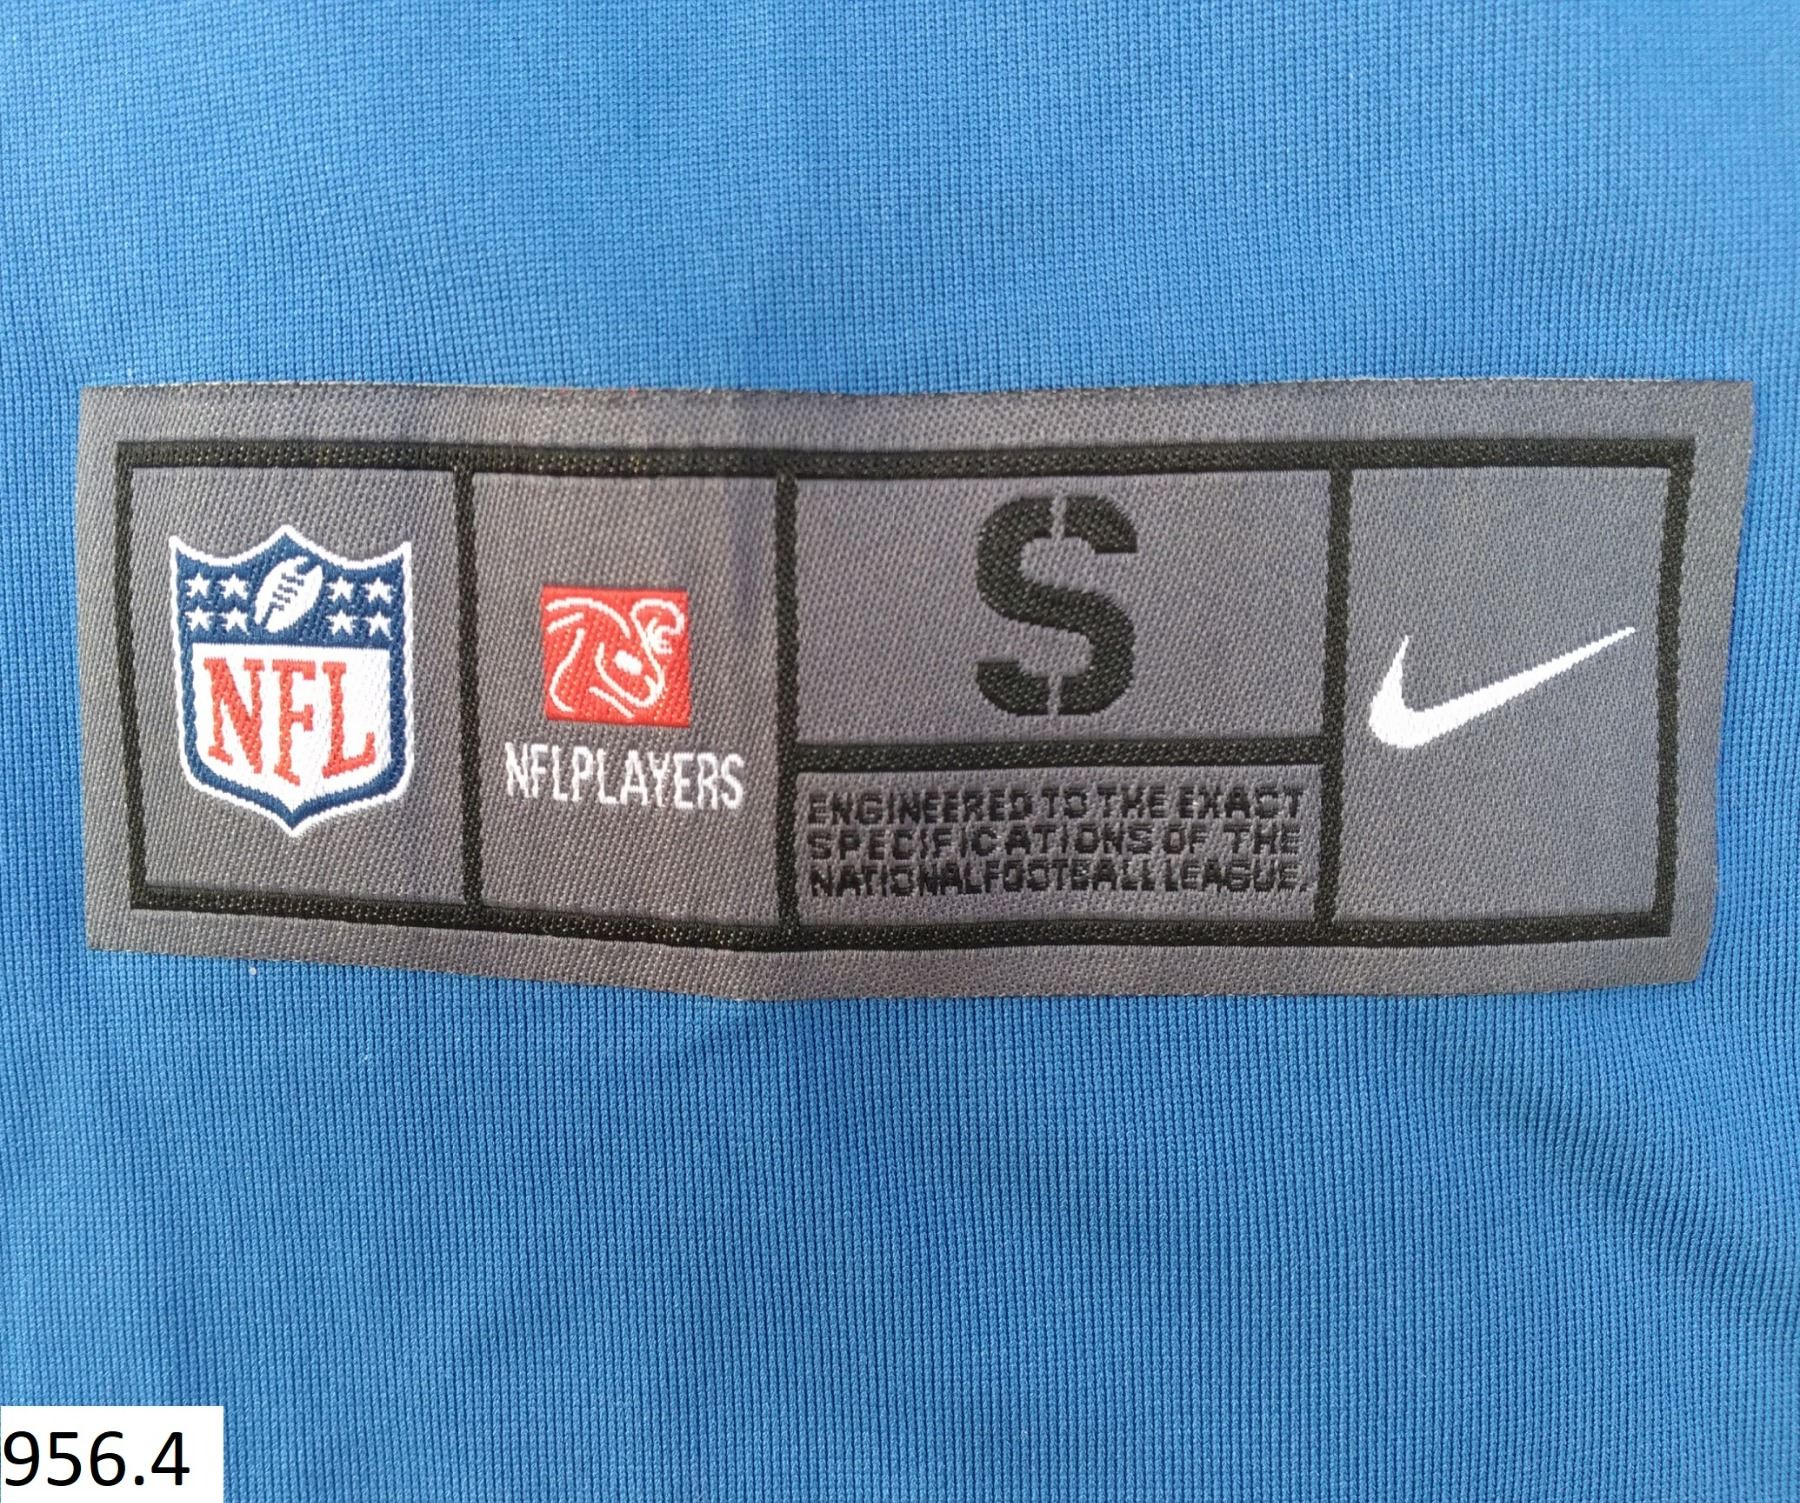 NFL
NFLPLAYERS
S
ENGINEERED TO THE EXACT
SPECIFICATIONS OF THE
NATIONALFOOTBALL LEAGUE.
956.4